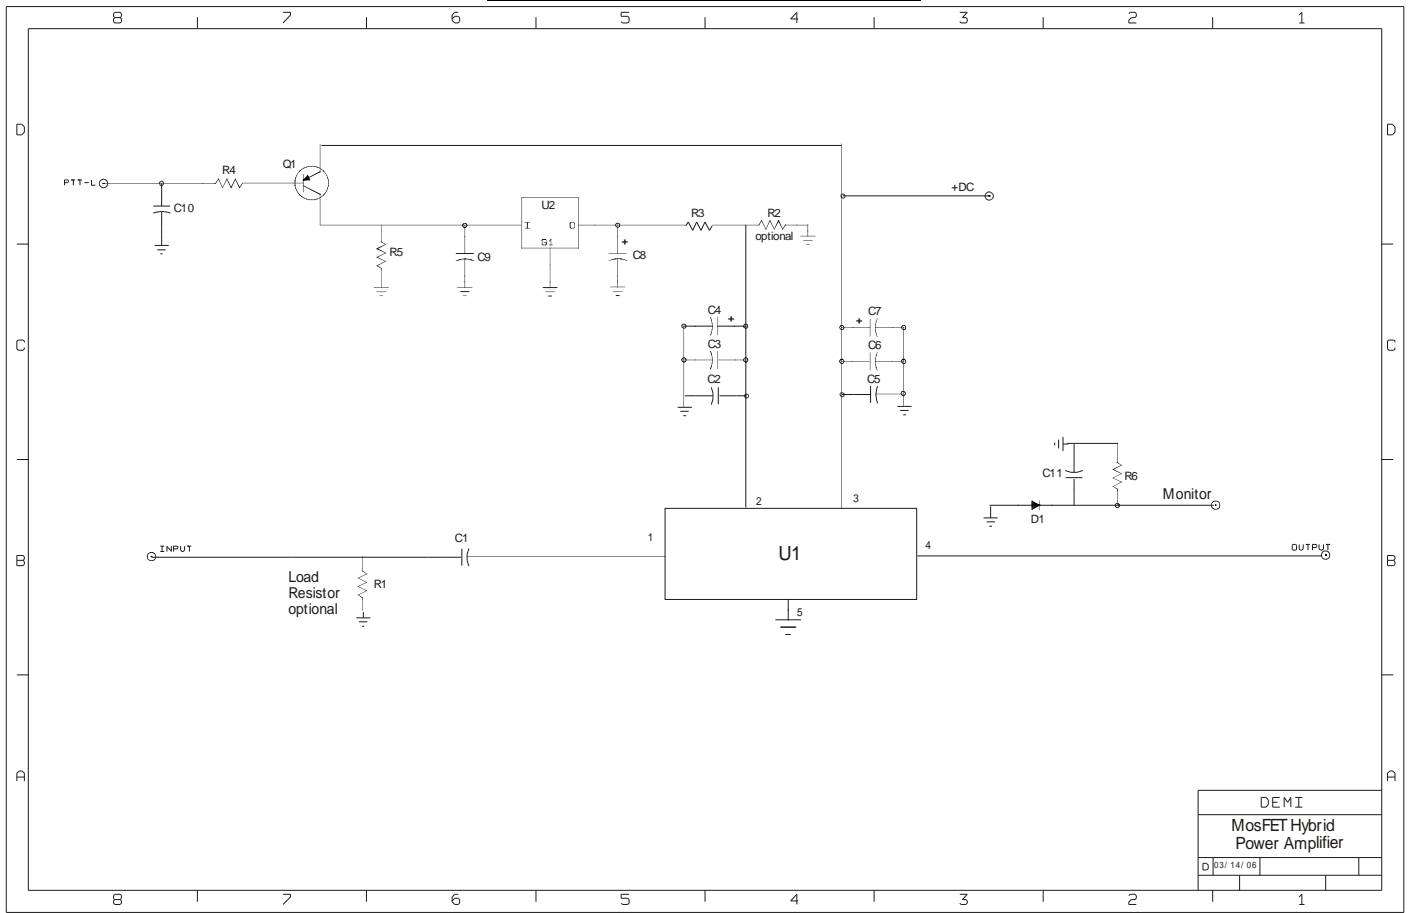 8 7 6 5 4 3 2 1
D D
Q1
R4
PTT-L
C10
+DC
U2
I O
G1
R3
R2
optional
R5
C9
+
C8
C4
+
C3
C2
+
C7
C6
C5
C C
C11
R6
Monitor
D1
2
3
1
4
U1
5
INPUT
C1
OUTPUT
B B
Load
Resistor
optional
R1
A A
DEMI
MosFET Hybrid
Power Amplifier
D 03/ 14/ 06
8 7 6 5 4 3 2 1